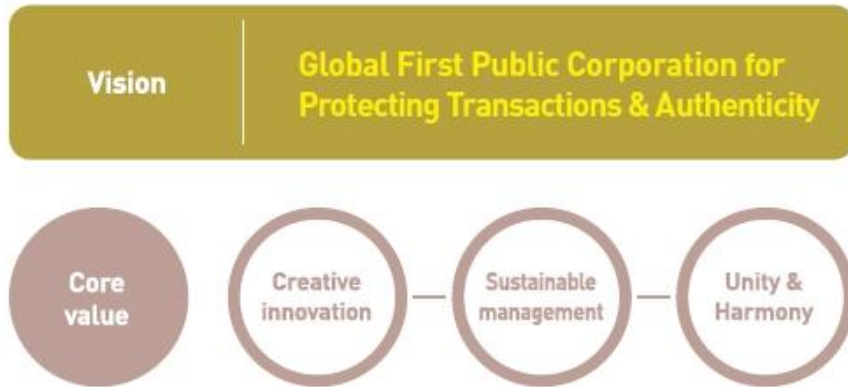 Vision
Global First Public Corporation for
Protecting Transactions & Authenticity
Core
value
Creative
innovation
Sustainable
management
Unity &
Harmony